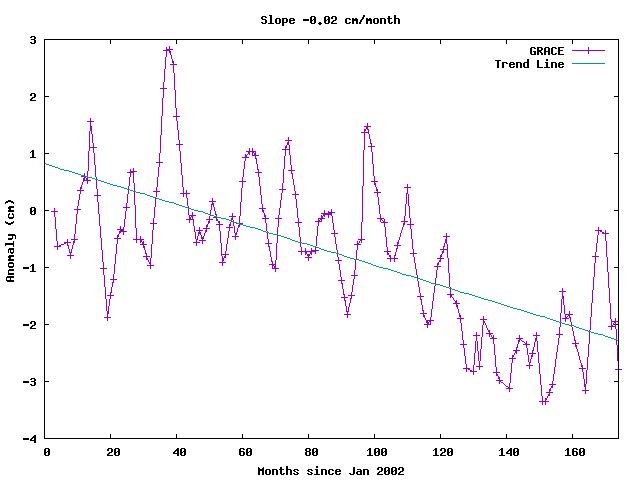 Slope -0.02 cm/month
GRACE
Trend Line
3
2
1
0
-1
-2
-3
-4
Anomaly (cm)
0 20 40 60 80 100 120 140 160
Months since Jan 2002